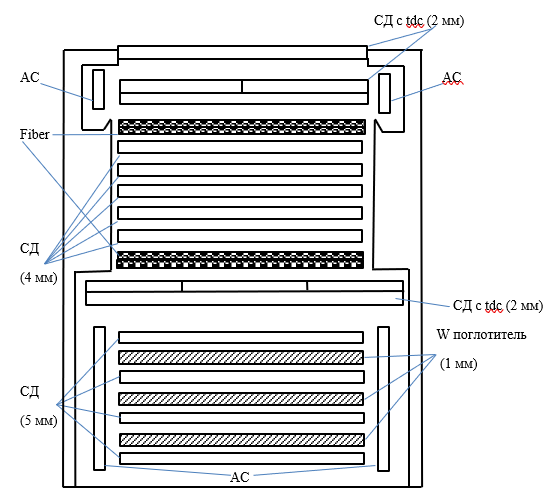 СД с tdc (2 мм)
АС
АС
Fiber
СД
(4 мм)
СД с tdc (2 мм)
W поглотитель
(1 мм)
СД
(5 мм)
АС